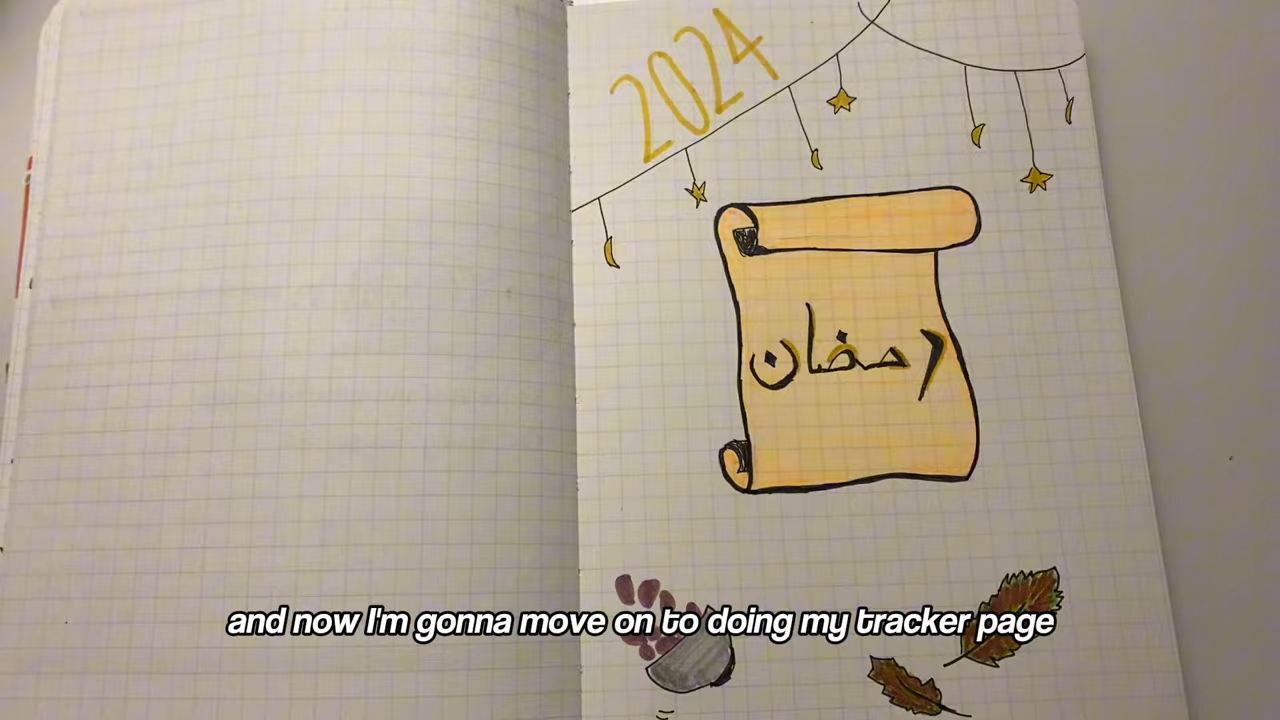 2024
رمضان
and now I'm gonna move on to doing my tracker page